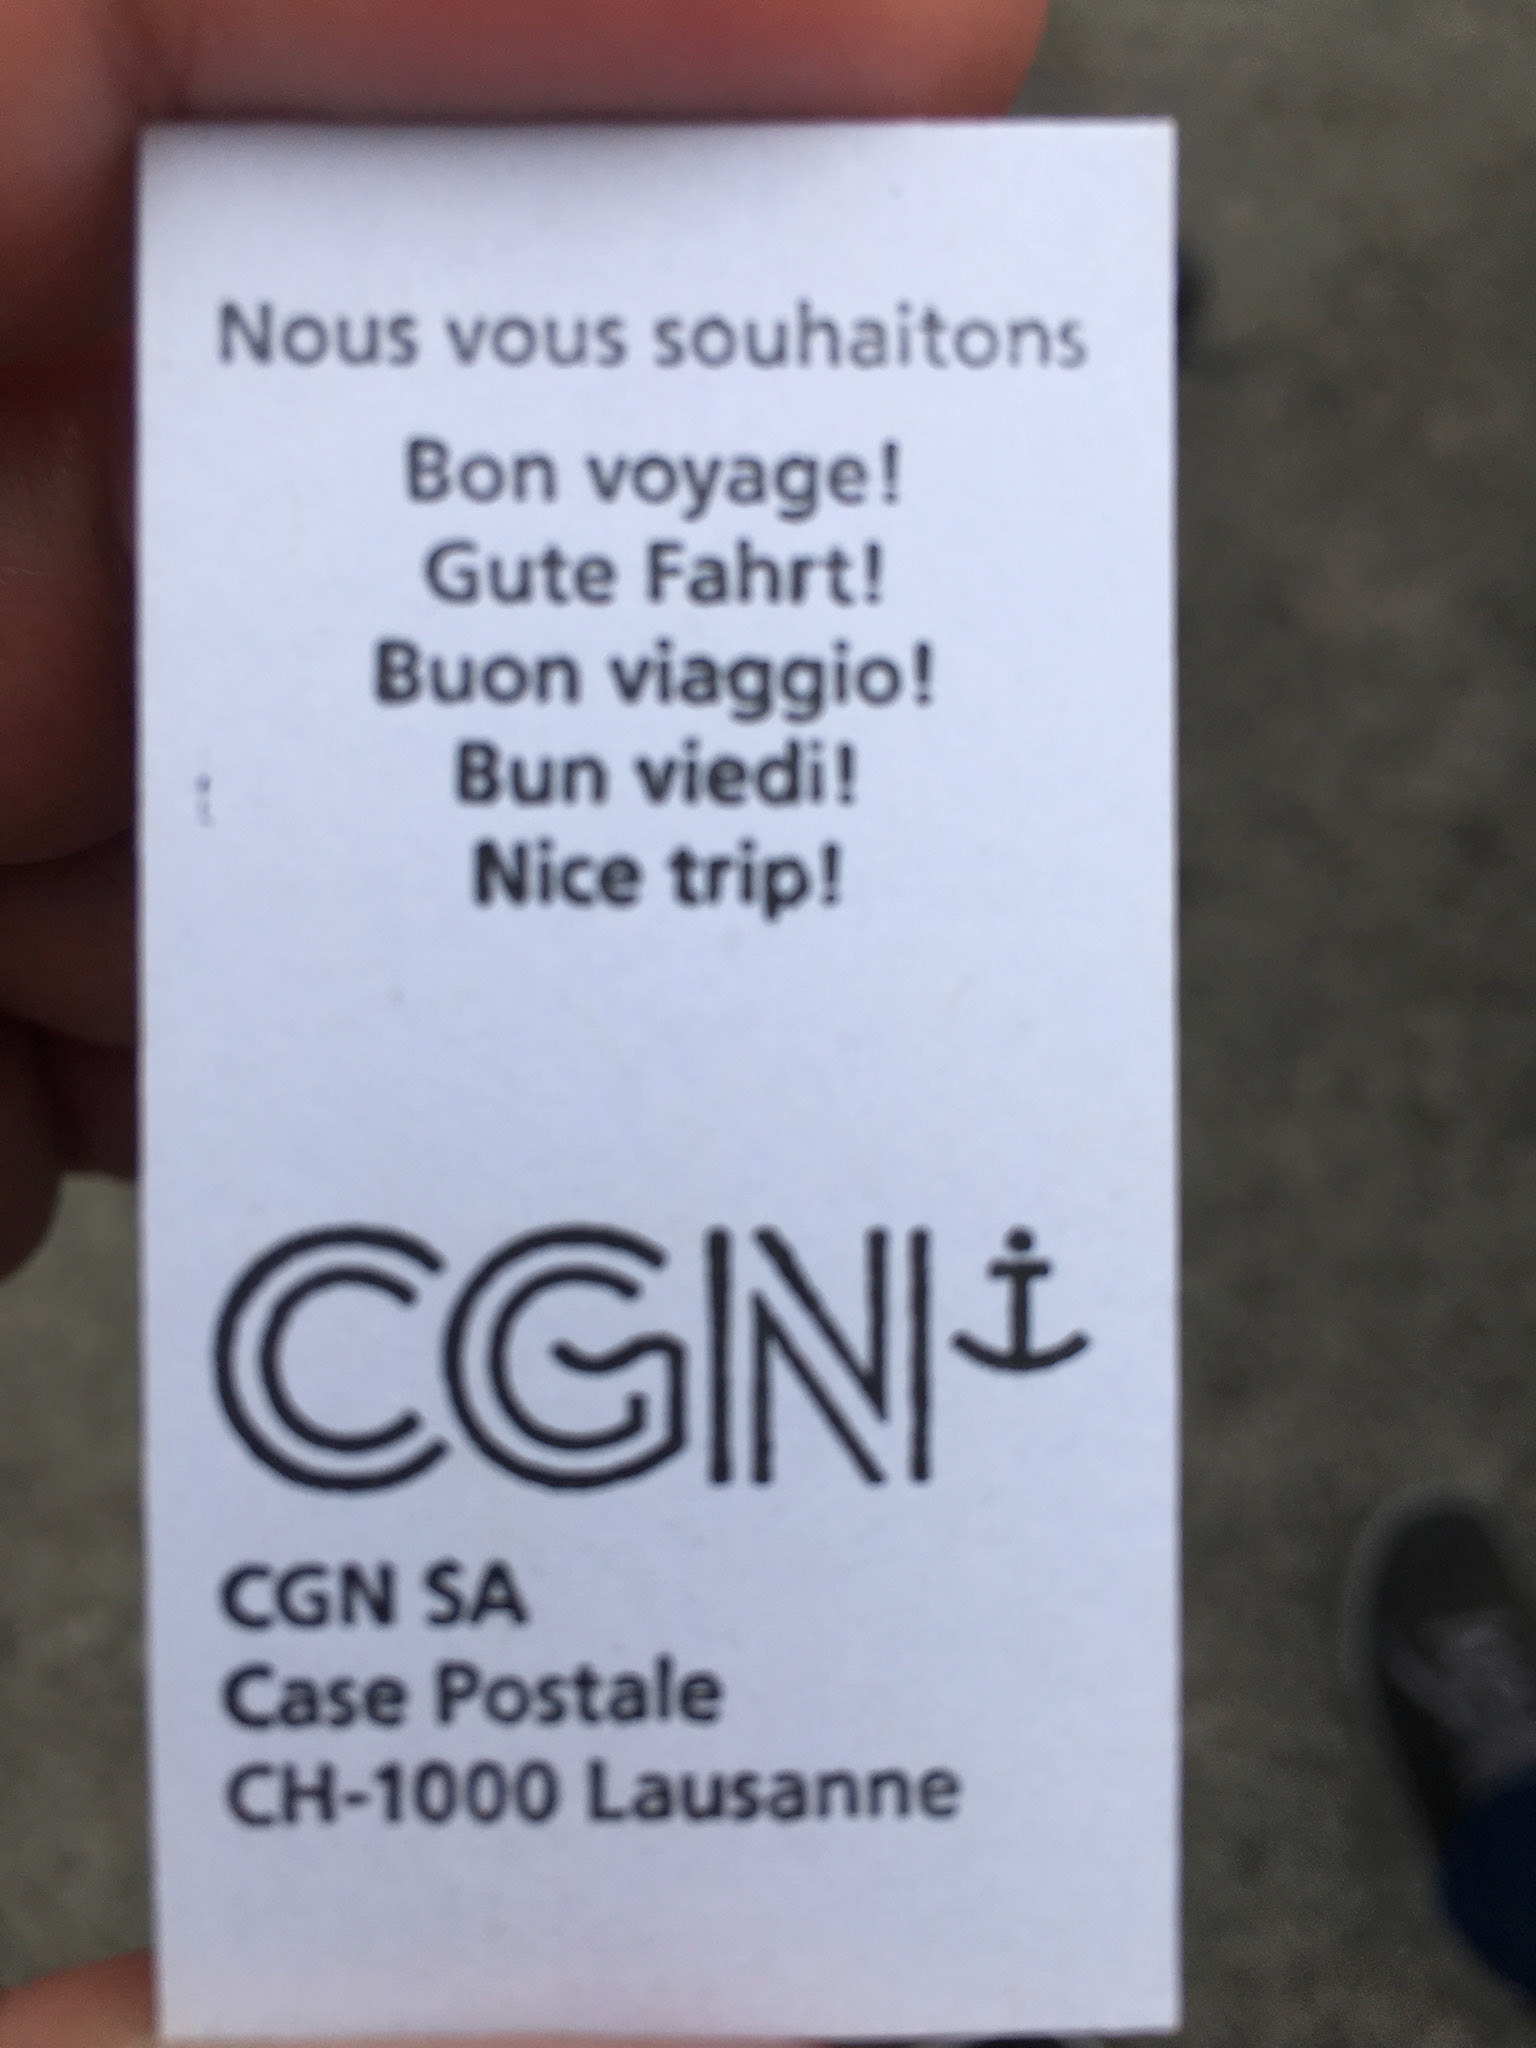 Nous vous souhaitons
Bon voyage!
Gute Fahrt!
Buon viaggio!
Bun viedi!
Nice trip!
CGN
CGN SA
Case Postale
CH-1000 Lausanne